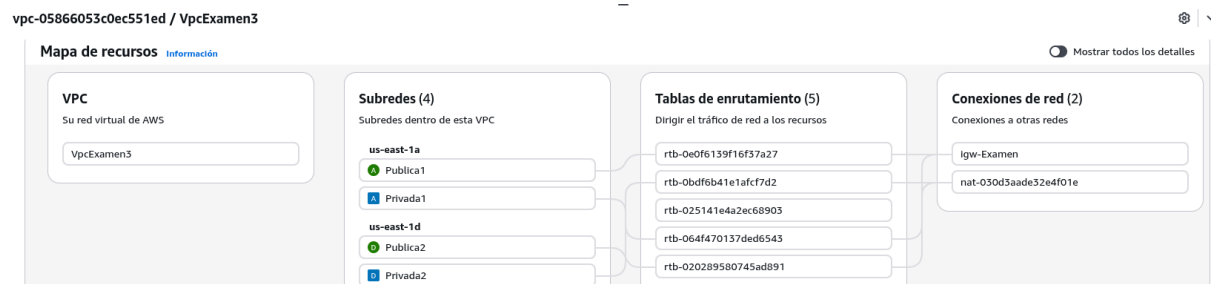 vpc-05866053c0ec551ed / VpcExamen3
Mapa de recursos Información
Mostrar todos los detalles
VPC
Su red virtual de AWS
VpcExamen3
Subredes (4)
Subredes dentro de esta VPC
us-east-1a
A Publica1
A Privada1
us-east-1d
D Publica2
D Privada2
Tablas de enrutamiento (5)
Dirigir el tráfico de red a los recursos
rtb-0e0f6139f16f37a27
rtb-0bdf6b41e1afcf7d2
rtb-025141e4a2ec68903
rtb-064f470137ded6543
rtb-020289580745ad891
Conexiones de red (2)
Conexiones a otras redes
igw-Examen
nat-030d3aade32e4f01e